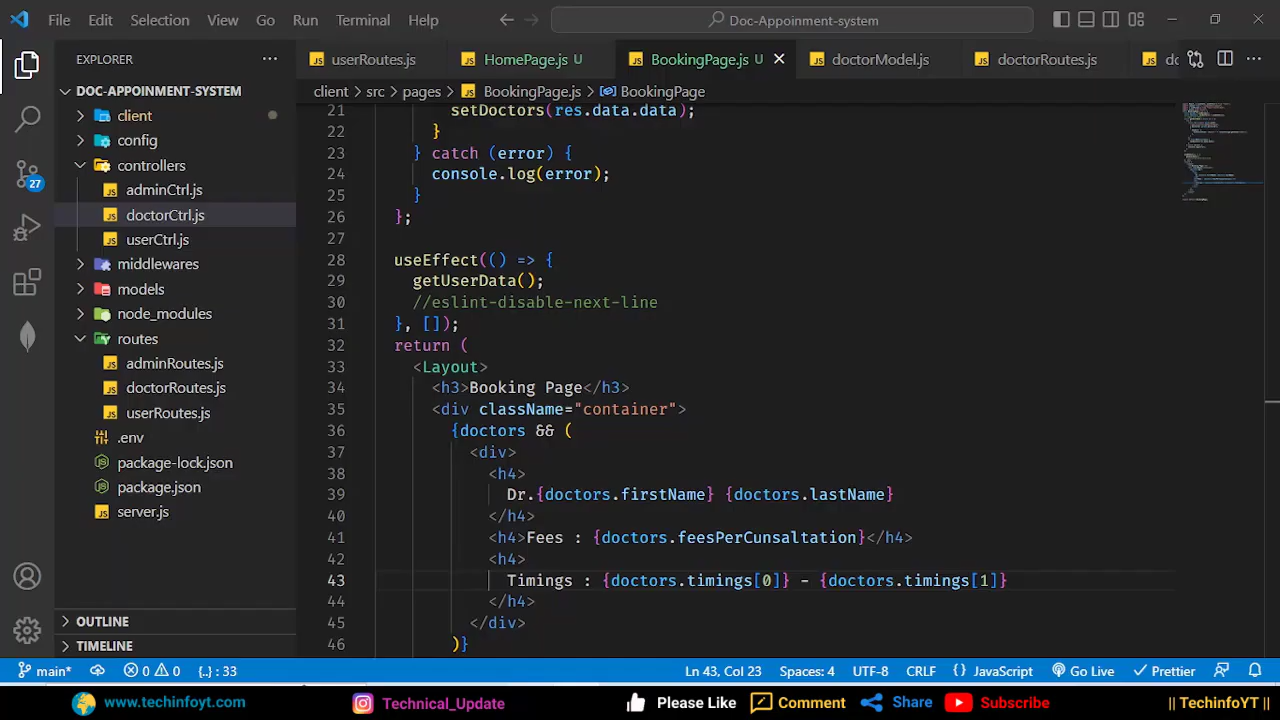 File Edit Selection View Go Run Terminal Help Doc-Appoinment-system
EXPLORER
DOC-APPOINMENT-SYSTEM
client
config
controllers
adminCtrl.js
doctorCtrl.js
userCtrl.js
middlewares
models
node_modules
routes
adminRoutes.js
doctorRoutes.js
userRoutes.js
.env
package-lock.json
package.json
server.js
OUTLINE
TIMELINE
27
userRoutes.js HomePage.js U BookingPage.js U doctorModel.js doctorRoutes.js
client > src > pages > BookingPage.js > BookingPage
21 setDoctors(res.data.data);
22 }
23 } catch (error) {
24 console.log(error);
25 }
26 };
27
28 useEffect(() => {
29 getUserData();
30 //eslint-disable-next-line
31 }, []);
32 return (
33 <Layout>
34 <h3>Booking Page</h3>
35 <div className="container">
36 {doctors && (
37 <div>
38 <h4>
39 Dr.{doctors.firstName} {doctors.lastName}
40 </h4>
41 <h4>Fees : {doctors.feesPerCunsaltation}</h4>
42 <h4>
43 Timings : {doctors.timings[0]} - {doctors.timings[1]}
44 </h4>
45 </div>
46 )}
main* 0 0 {..} : 33 Ln 43, Col 23 Spaces: 4 UTF-8 CRLF {} JavaScript Go Live Prettier
www.techinfoyt.com Technical_Update Please Like Comment Share Subscribe || TechinfoYT ||